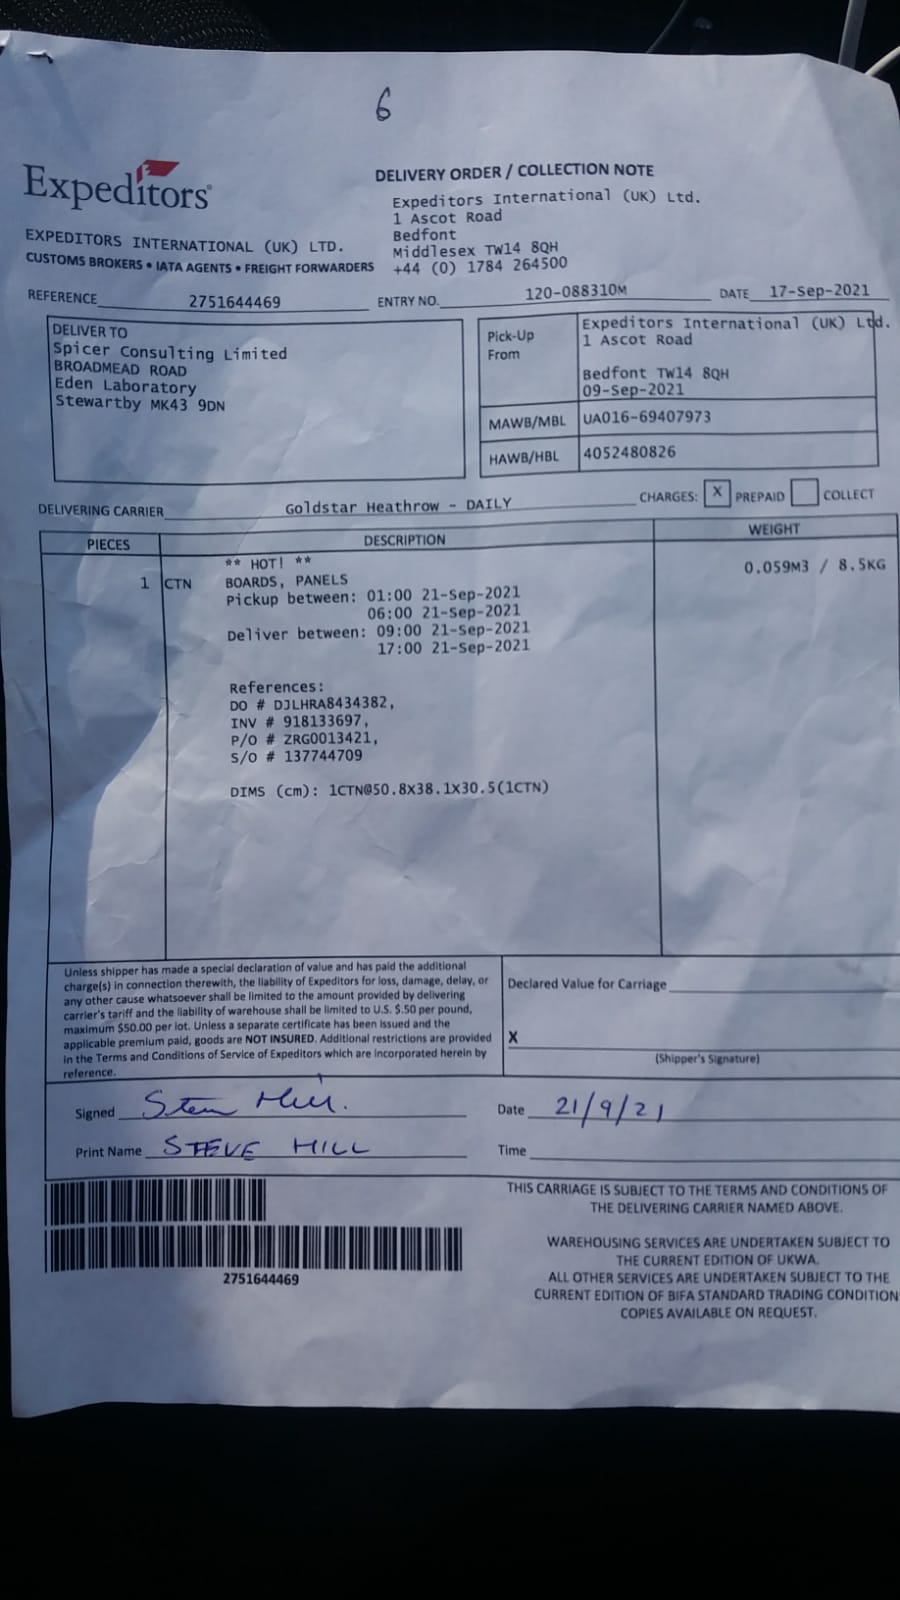 6
Expeditors
DELIVERY ORDER / COLLECTION NOTE
Expeditors International (UK) Ltd.
1 Ascot Road
Bedfont
Middlesex TW14 8QH
+44 (0) 1784 264500
EXPEDITORS INTERNATIONAL (UK) LTD.
CUSTOMS BROKERS • IATA AGENTS • FREIGHT FORWARDERS
REFERENCE 2751644469 ENTRY NO. 120-088310M DATE 17-Sep-2021
DELIVER TO
Spicer Consulting Limited
BROADMEAD ROAD
Eden Laboratory
Stewartby MK43 9DN
Pick-Up From
Expeditors International (UK) Ltd.
1 Ascot Road
Bedfont TW14 8QH
09-Sep-2021
MAWB/MBL UA016-69407973
HAWB/HBL 4052480826
DELIVERING CARRIER Goldstar Heathrow - DAILY CHARGES: X PREPAID COLLECT
PIECES DESCRIPTION WEIGHT
** HOT! ** 0.059M3 / 8.5KG
1 CTN BOARDS, PANELS
Pickup between: 01:00 21-Sep-2021
06:00 21-Sep-2021
Deliver between: 09:00 21-Sep-2021
17:00 21-Sep-2021
References:
DO # DJLHRA8434382,
INV # 918133697,
P/O # ZRG0013421,
S/O # 137744709
DIMS (cm): 1CTN@50.8X38.1X30.5(1CTN)
Unless shipper has made a special declaration of value and has paid the additional
charge(s) in connection therewith, the liability of Expeditors for loss, damage, delay, or
any other cause whatsoever shall be limited to the amount provided by delivering
carrier's tariff and the liability of warehouse shall be limited to U.S. $.50 per pound,
maximum $50.00 per lot. Unless a separate certificate has been issued and the
applicable premium paid, goods are NOT INSURED. Additional restrictions are provided
in the Terms and Conditions of Service of Expeditors which are incorporated herein by
reference.
Declared Value for Carriage
X
(Shipper's Signature)
Signed Steve Hill. Date 21/9/21
Print Name STEVE HILL Time
2751644469
THIS CARRIAGE IS SUBJECT TO THE TERMS AND CONDITIONS OF
THE DELIVERING CARRIER NAMED ABOVE.
WAREHOUSING SERVICES ARE UNDERTAKEN SUBJECT TO
THE CURRENT EDITION OF UKWA.
ALL OTHER SERVICES ARE UNDERTAKEN SUBJECT TO THE
CURRENT EDITION OF BIFA STANDARD TRADING CONDITION
COPIES AVAILABLE ON REQUEST.